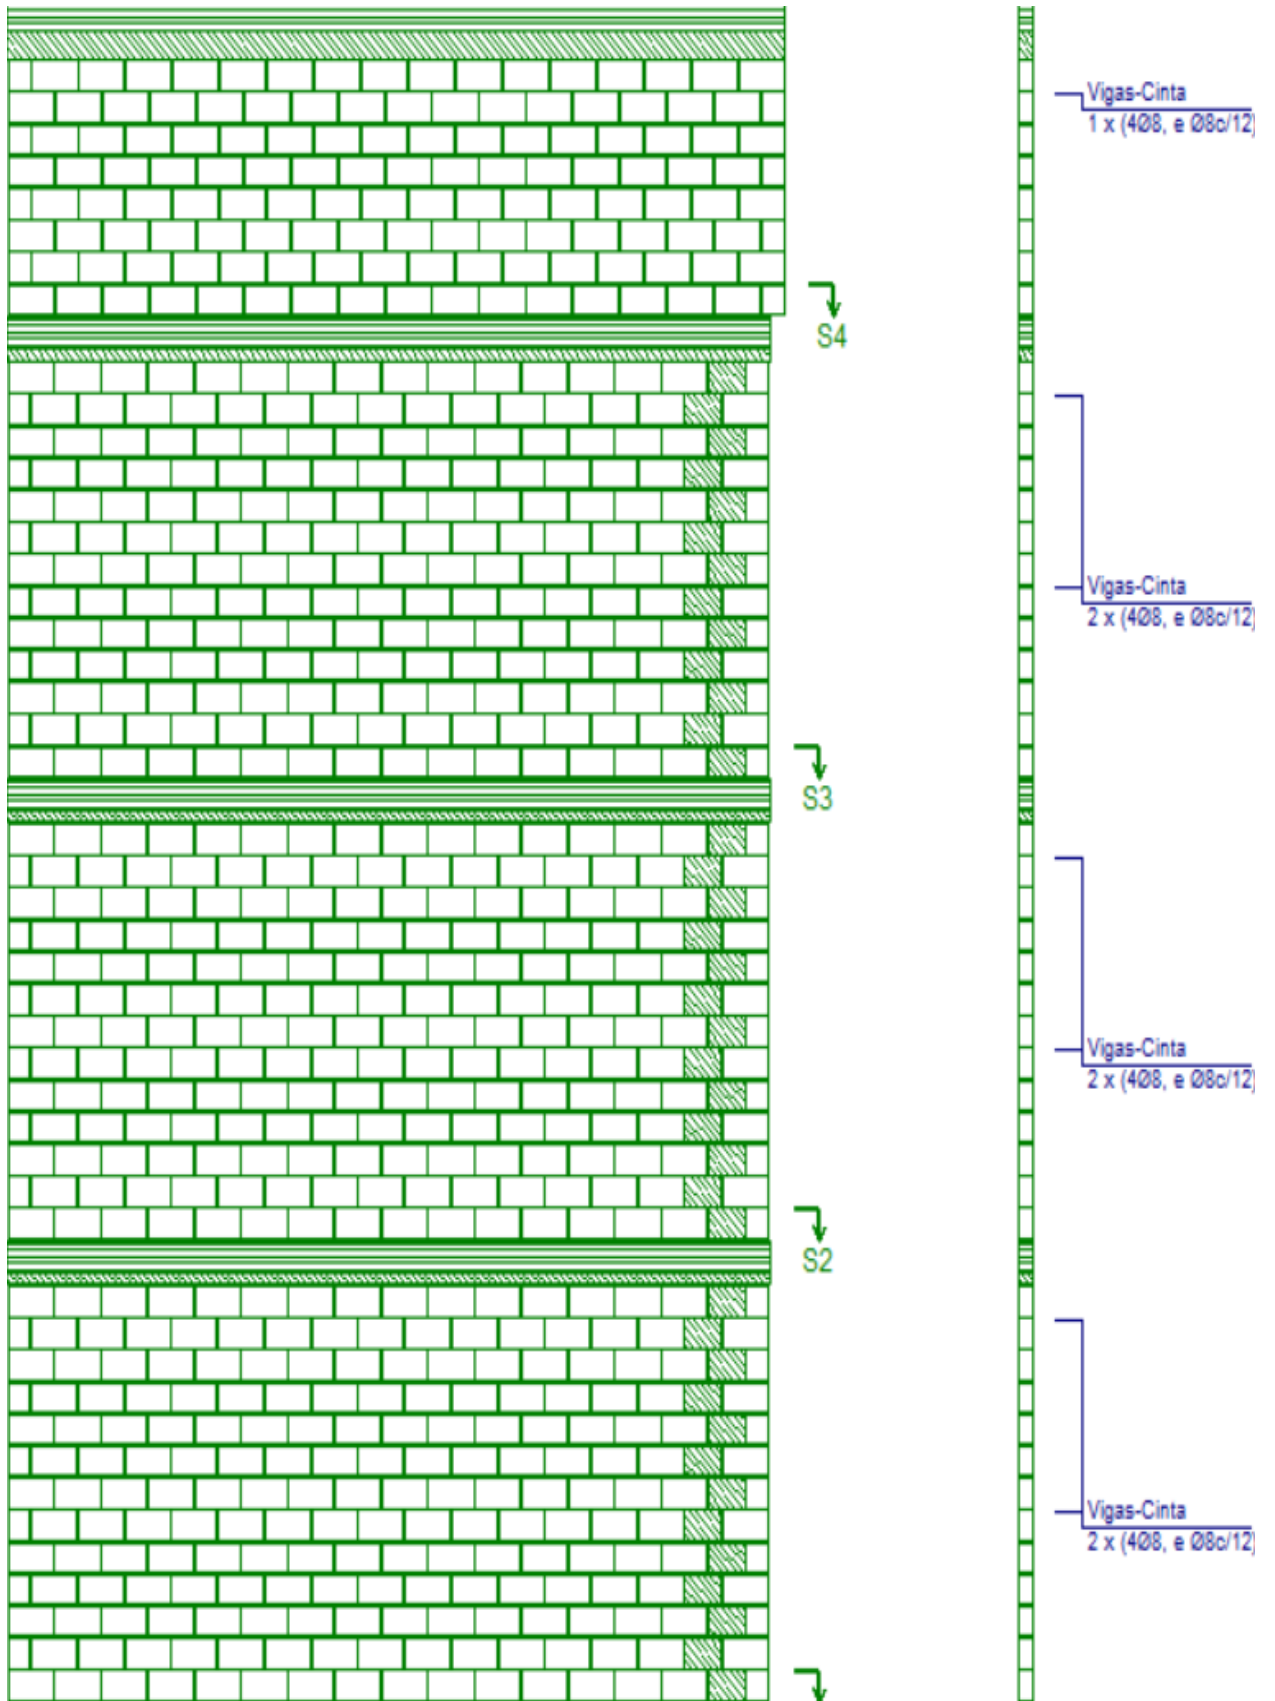 Vigas-Cinta
1 x (4Ø8, e Ø8c/12)
S4
Vigas-Cinta
2 x (4Ø8, e Ø8c/12)
S3
Vigas-Cinta
2 x (4Ø8, e Ø8c/12)
S2
Vigas-Cinta
2 x (4Ø8, e Ø8c/12)